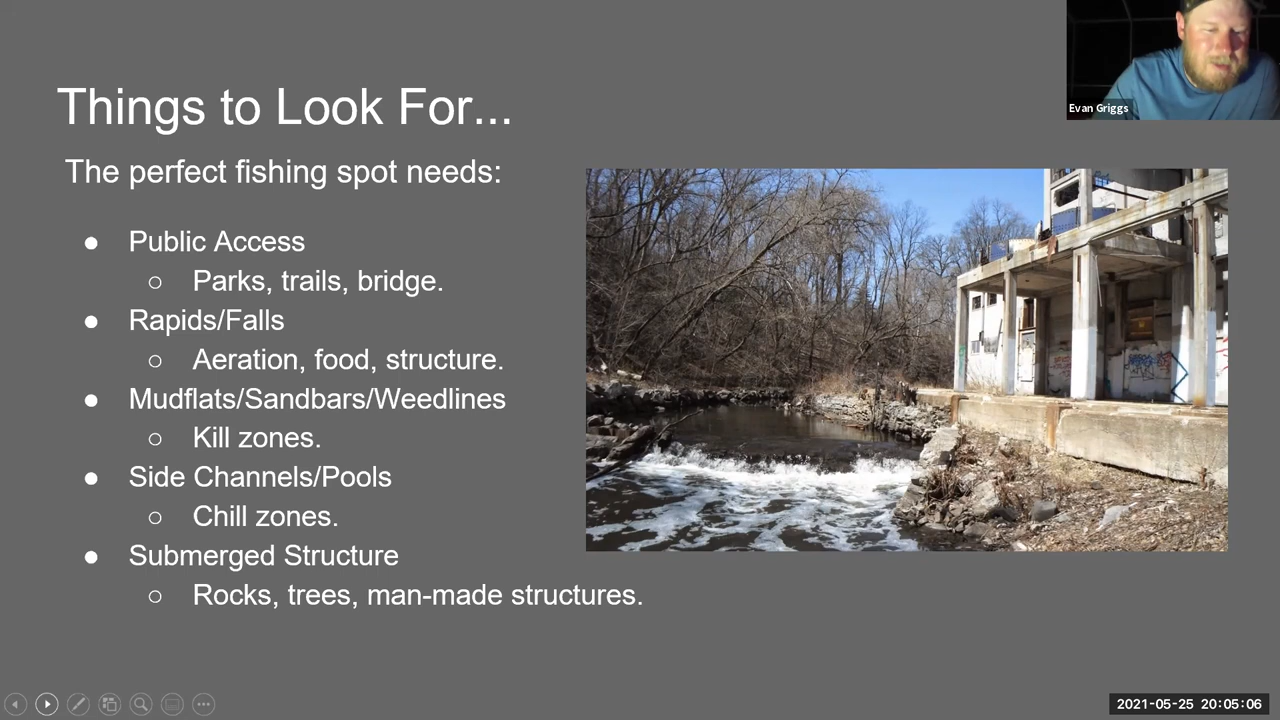 Things to Look For...
Evan Griggs
The perfect fishing spot needs:
● Public Access
○ Parks, trails, bridge.
● Rapids/Falls
○ Aeration, food, structure.
● Mudflats/Sandbars/Weedlines
○ Kill zones.
● Side Channels/Pools
○ Chill zones.
● Submerged Structure
○ Rocks, trees, man-made structures.
2021-05-25 20:05:06